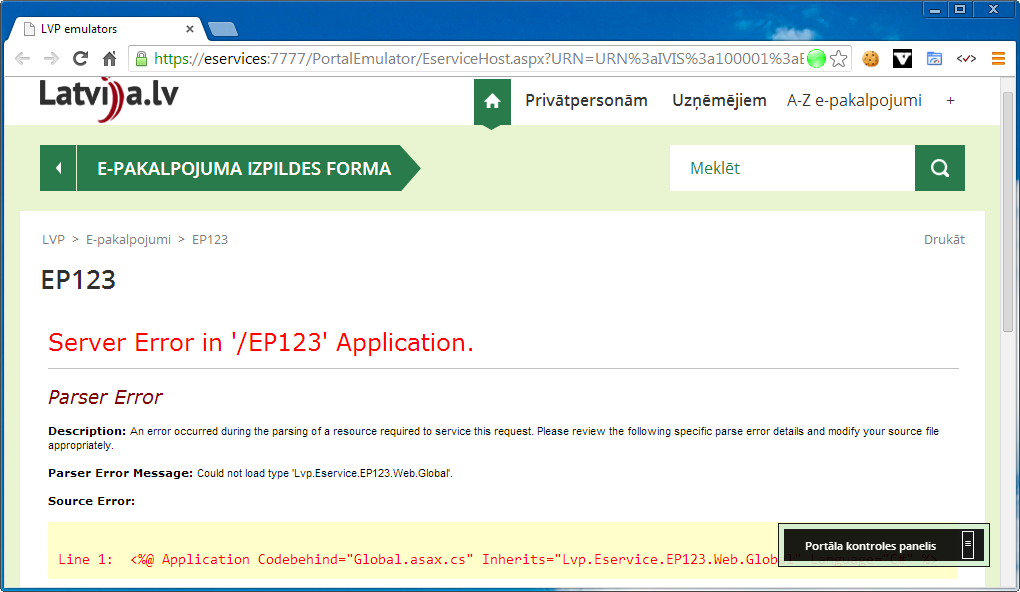 LVP emulators
https://eservices:7777/PortalEmulator/EserviceHost.aspx?URN=URN%3aIVIS%3a100001%3aE
Latvija.lv
Privātpersonām Uzņēmējiem A-Z e-pakalpojumi +
E-PAKALPOJUMA IZPILDES FORMA
Meklēt
LVP > E-pakalpojumi > EP123
Drukāt
EP123
Server Error in '/EP123' Application.
Parser Error
Description: An error occurred during the parsing of a resource required to service this request. Please review the following specific parse error details and modify your source file
appropriately.
Parser Error Message: Could not load type 'Lvp.Eservice.EP123.Web.Global'.
Source Error:
Line 1: <%@ Application Codebehind="Global.asax.cs" Inherits="Lvp.Eservice.EP123.Web.Global" Language="C#" %>
Portāla kontroles panelis